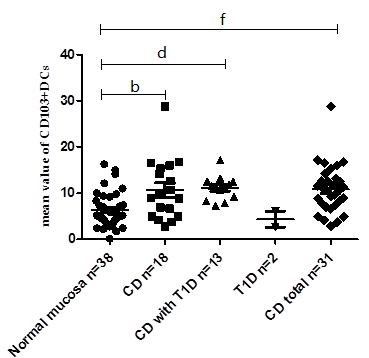 f
d
b
mean value of CD103+DCs
40
30
20
10
0
Normal mucosa n=38
CD n=18
CD with T1D n=13
T1D n=2
CD total n=31